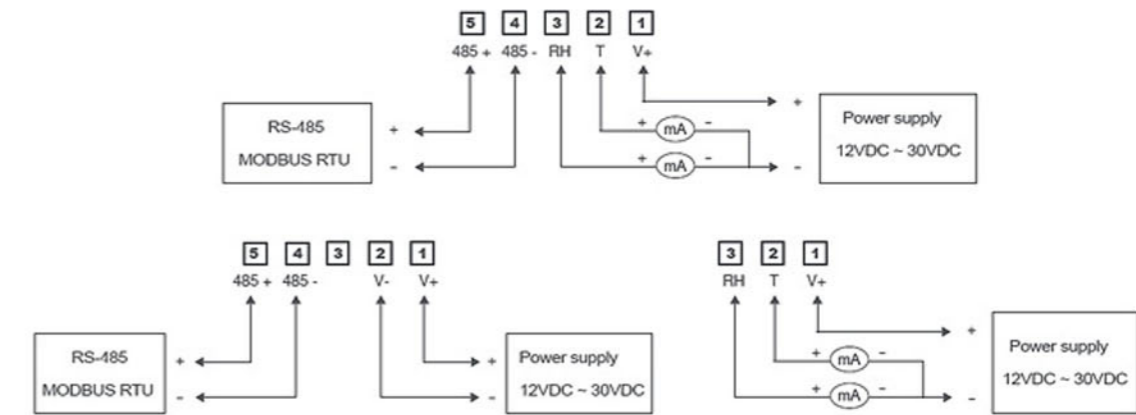 5 4 3 2 1
485 + 485 - RH T V+
RS-485
MODBUS RTU
+
-
+ mA -
+ mA -
+
-
Power supply
12VDC ~ 30VDC
5 4 3 2 1
485 + 485 - V- V+
RS-485
MODBUS RTU
+
-
+
-
Power supply
12VDC ~ 30VDC
3 2 1
RH T V+
+ mA -
+ mA -
+
-
Power supply
12VDC ~ 30VDC